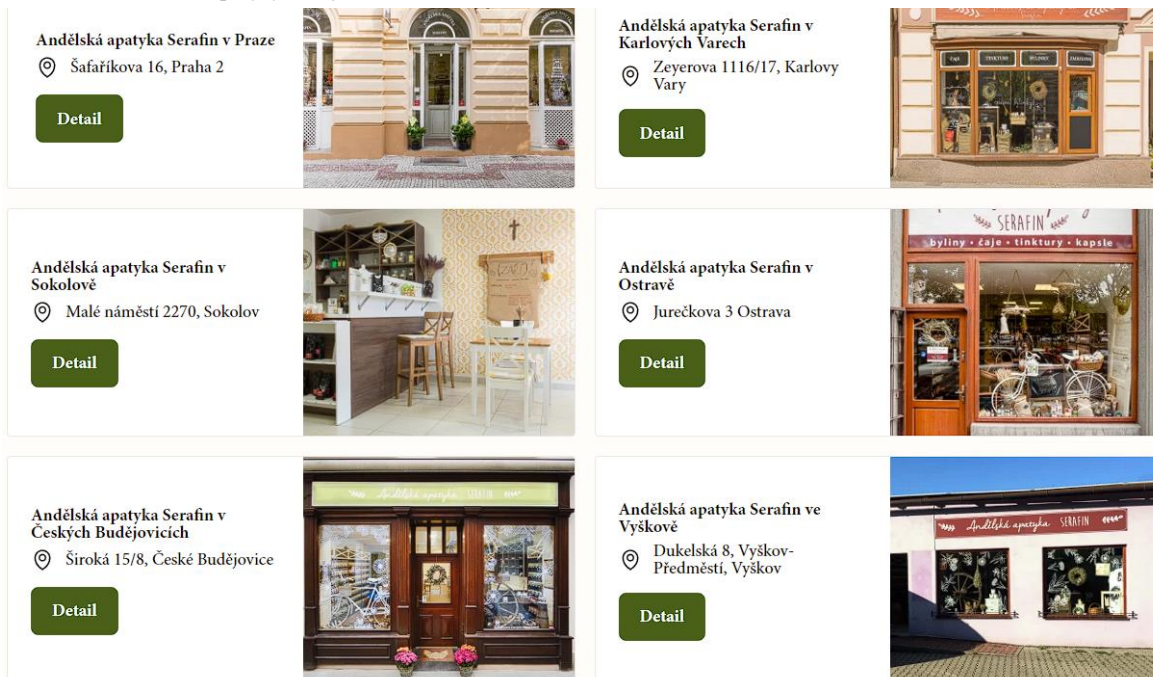 Andělská apatyka Serafin v Praze
Šafaříkova 16, Praha 2
Detail
Andělská apatyka Serafin v
Karlových Varech
Zeyerova 1116/17, Karlovy
Vary
Detail
ČAJE TINKTURY BYLINKY
Andělská apatyka Serafin v
Sokolově
Malé náměstí 2270, Sokolov
Detail
Andělská apatyka Serafin v
Ostravě
Jurečkova 3 Ostrava
Detail
SERAFIN
byliny • čaje • tinktury • kapsle
Andělská apatyka Serafin v
Českých Budějovicích
Široká 15/8, České Budějovice
Detail
Andělská apatyka SERAFIN
Andělská apatyka Serafin ve
Vyškově
Dukelská 8, Vyškov-
Předměstí, Vyškov
Detail
Andělská apatyka SERAFIN